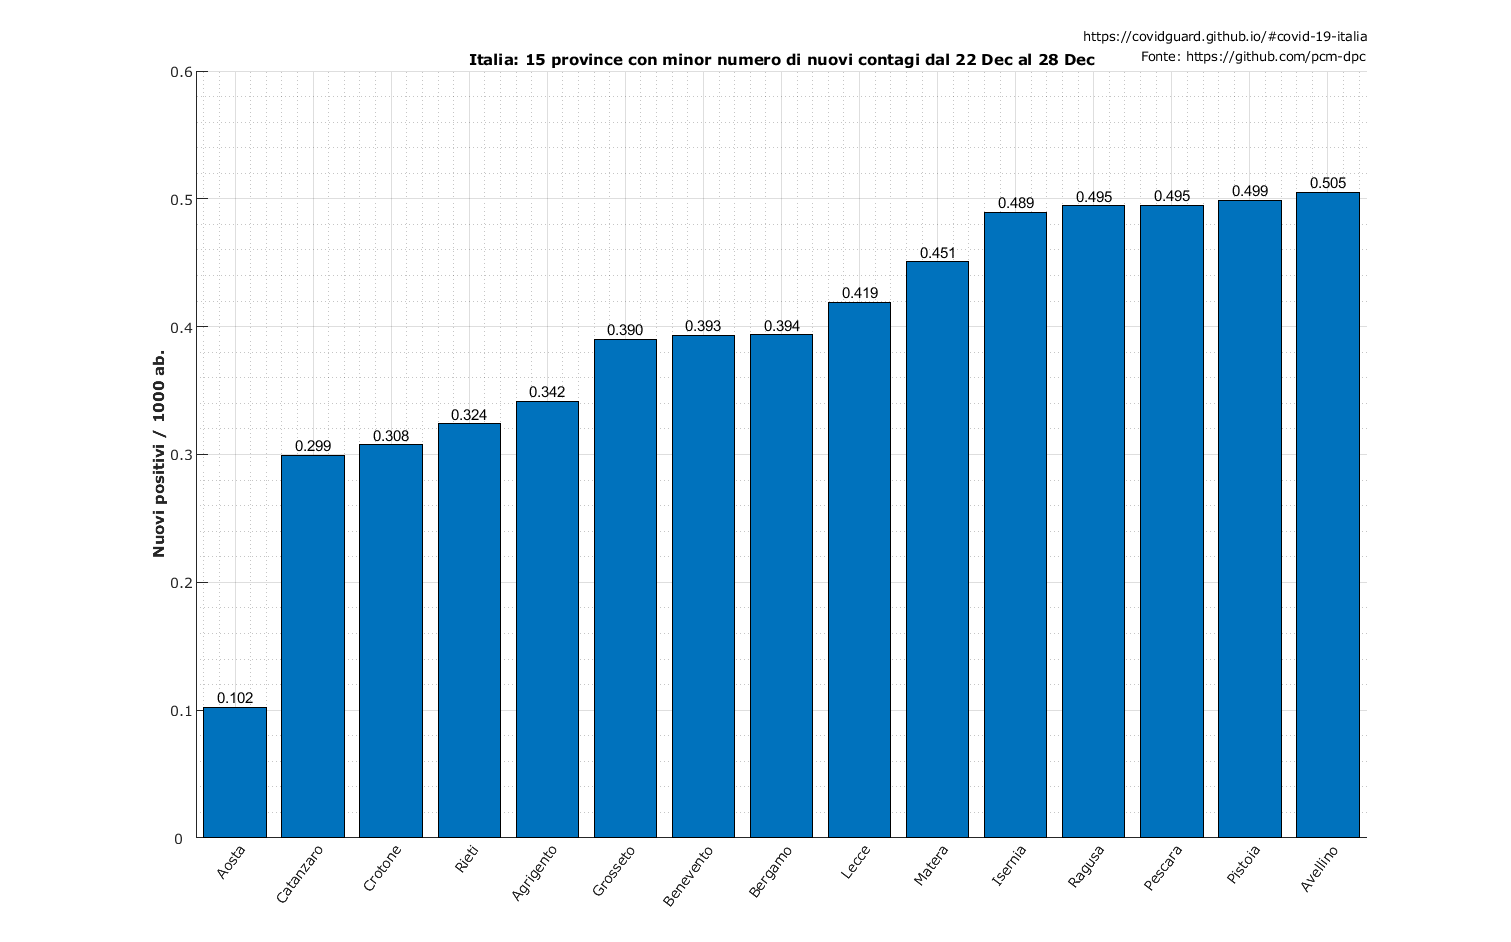 https://covidguard.github.io/#covid-19-italia
Italia: 15 province con minor numero di nuovi contagi dal 22 Dec al 28 Dec
Fonte: https://github.com/pcm-dpc
Nuovi positivi / 1000 ab.
0.6
0.5
0.4
0.3
0.2
0.1
0
0.102
0.299
0.308
0.324
0.342
0.390
0.393
0.394
0.419
0.451
0.489
0.495
0.495
0.499
0.505
Aosta
Catanzaro
Crotone
Rieti
Agrigento
Grosseto
Benevento
Bergamo
Lecce
Matera
Isernia
Ragusa
Pescara
Pistoia
Avellino